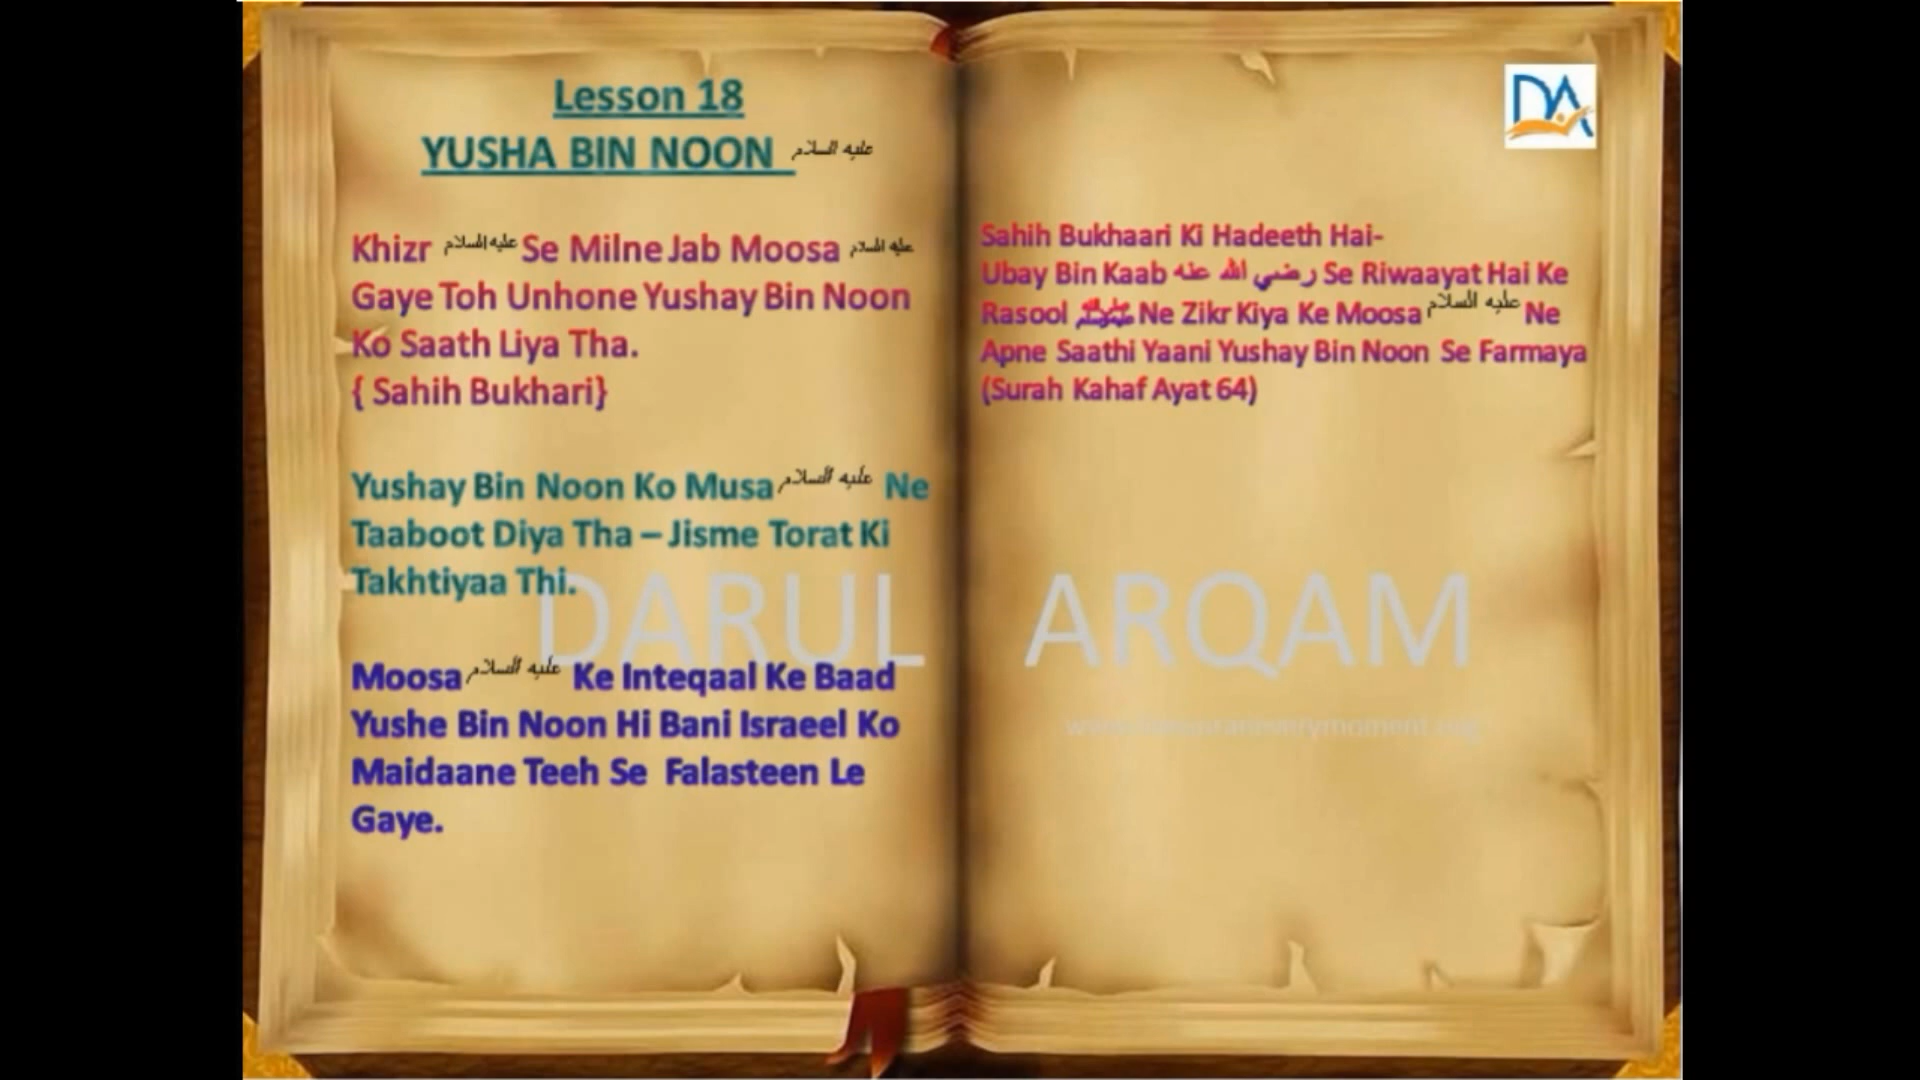 Lesson 18
YUSHA BIN NOON عليه السلام
Khizr عليه السلام Se Milne Jab Moosa عليه السلام
Gaye Toh Unhone Yushay Bin Noon
Ko Saath Liya Tha.
{ Sahih Bukhari}
Yushay Bin Noon Ko Musa عليه السلام Ne
Taaboot Diya Tha – Jisme Torat Ki
Takhtiyaa Thi.
Moosa عليه السلام Ke Inteqaal Ke Baad
Yushe Bin Noon Hi Bani Israeel Ko
Maidaane Teeh Se Falasteen Le
Gaye.
DA
Sahih Bukhaari Ki Hadeeth Hai-
Ubay Bin Kaab رضي الله عنه Se Riwaayat Hai Ke
Rasool ﷺ Ne Zikr Kiya Ke Moosa عليه السلام Ne
Apne Saathi Yaani Yushay Bin Noon Se Farmaya
(Surah Kahaf Ayat 64)
DARUL ARQAM